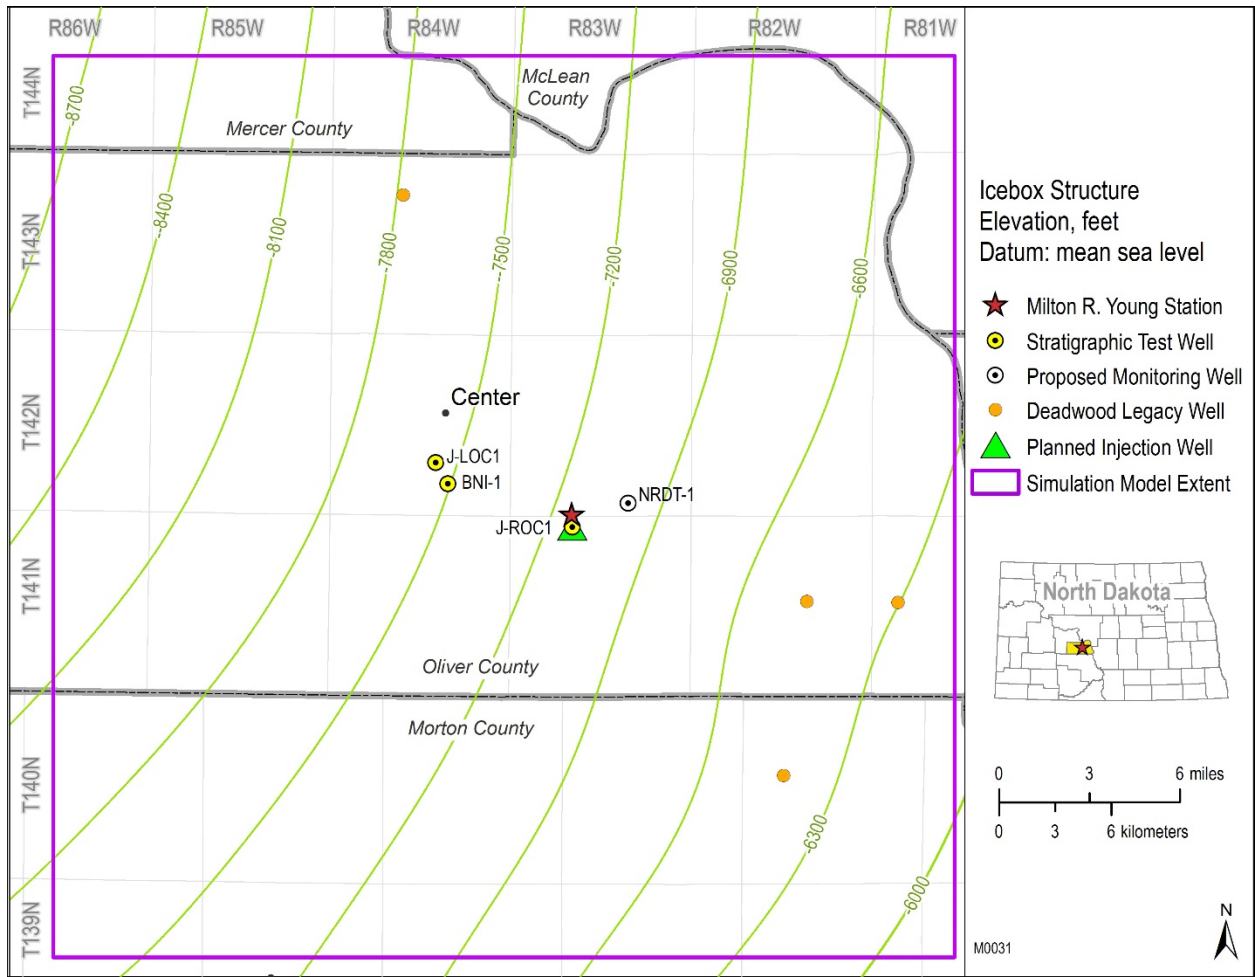 R86W
R85W
R84W
R83W
R82W
R81W
T144N
T143N
T142N
T141N
T140N
T139N
McLean
County
Mercer County
-8700
--8400
-8100
-7800
--7500
-7200
-6900
-6600
Center
J-LOC1
BNI-1
NRDT-1
J-ROC1
Oliver County
Morton County
-6300
-6000
Icebox Structure
Elevation, feet
Datum: mean sea level
Milton R. Young Station
Stratigraphic Test Well
Proposed Monitoring Well
Deadwood Legacy Well
Planned Injection Well
Simulation Model Extent
North Dakota
0 3 6 miles
0 3 6 kilometers
N
M0031